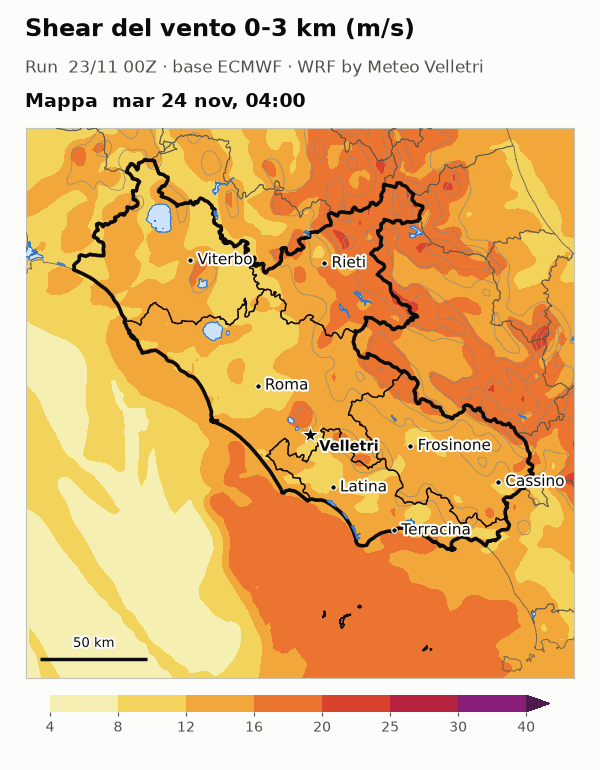 Shear del vento 0-3 km (m/s)
Run  23/11 00Z · base ECMWF · WRF by Meteo Velletri
Mappa  mar 24 nov, 04:00
Viterbo
Rieti
Roma
Velletri
Frosinone
Latina
Cassino
Terracina
50 km
4 8 12 16 20 25 30 40